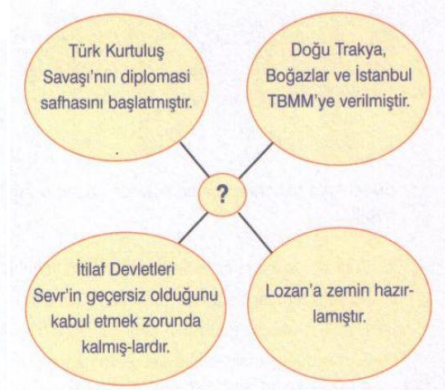 Türk Kurtuluş
Savaşı'nın diplomasi
safhasını başlatmıştır.
Doğu Trakya,
Boğazlar ve İstanbul
TBMM'ye verilmiştir.
?
İtilaf Devletleri
Sevr'in geçersiz olduğunu
kabul etmek zorunda
kalmış-lardır.
Lozan'a zemin hazır-
lamıştır.